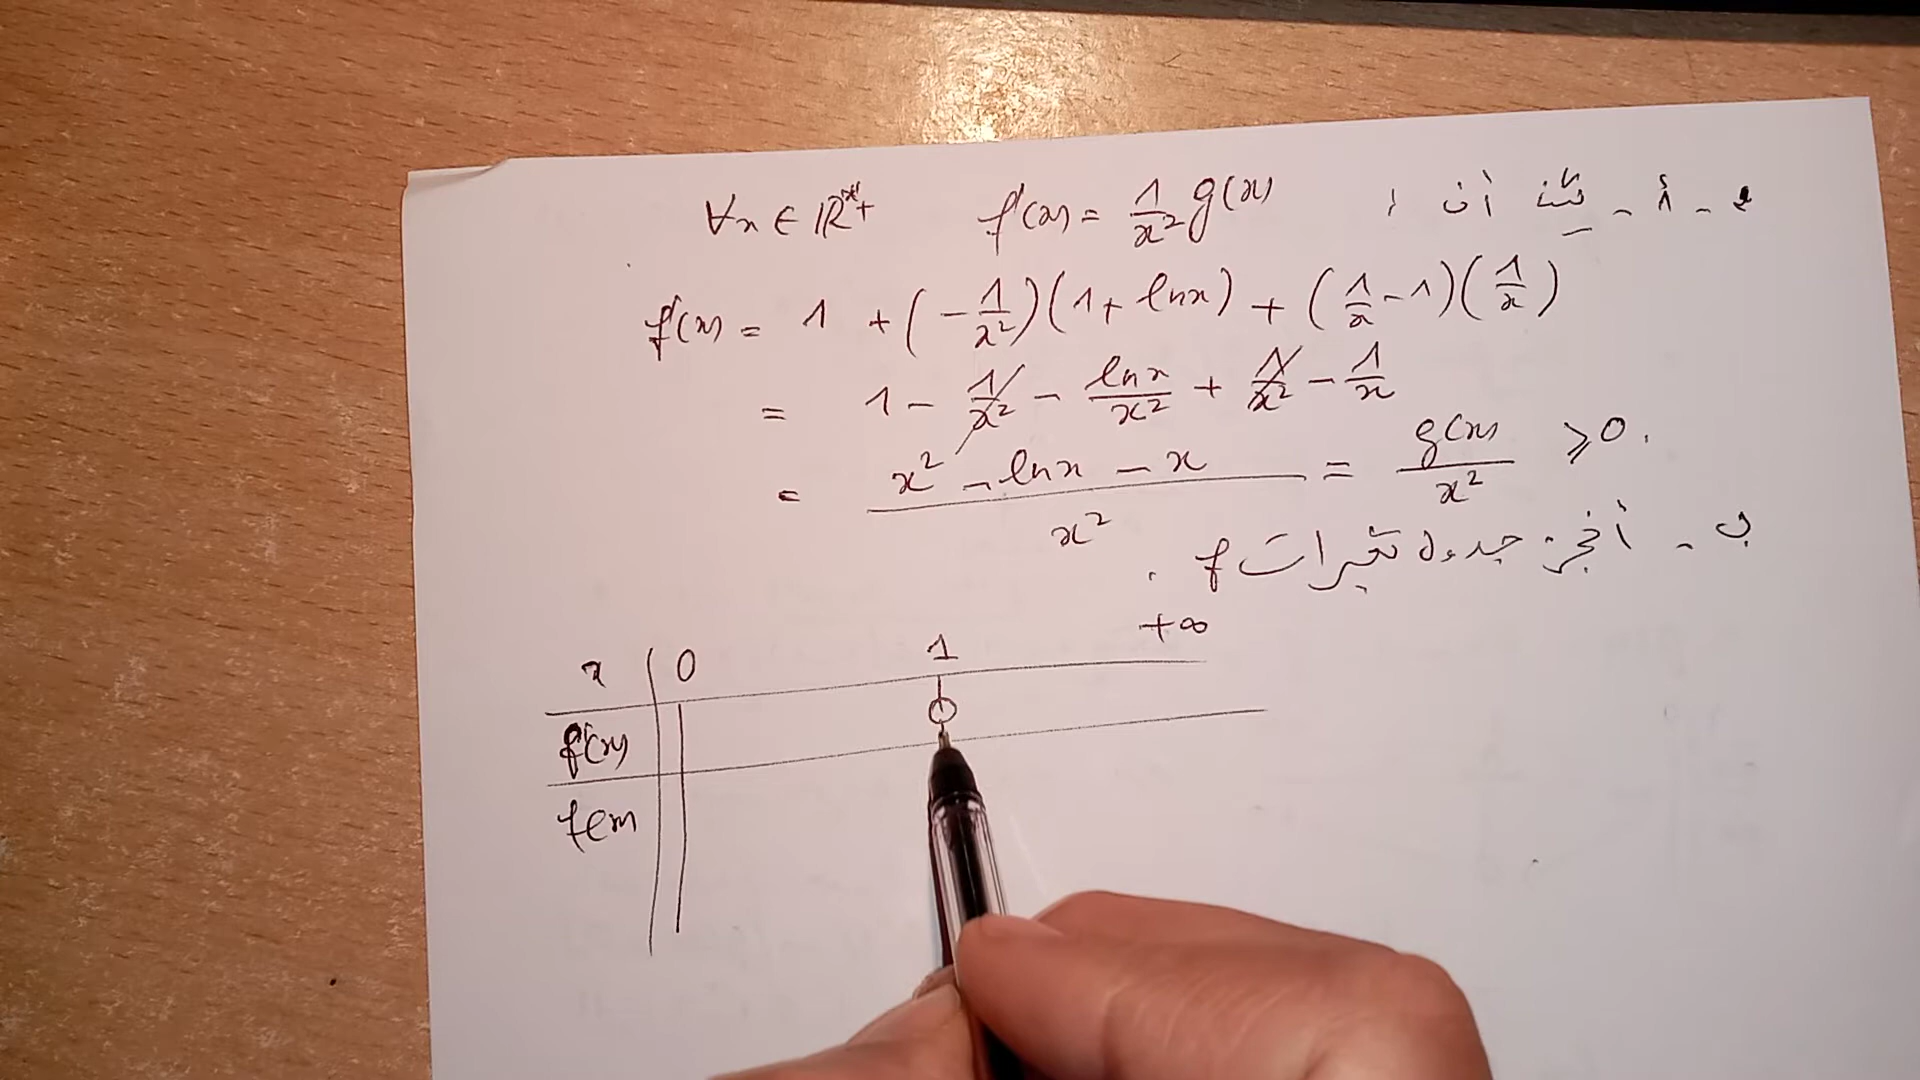 أ - بين أن : f'(x) = 1/x² g(x)   ∀x ∈ ℝ*⁺
f'(x) = 1 + (-1/x²)(1 + ln x) + (1/x - 1)(1/x)
= 1 - 1/x² - ln x/x² + 1/x² - 1/x
= (x² - ln x - x)/x² = g(x)/x² ⩾ 0.
ب - أنجز جدول تغيرات f .
x 0 1 +∞
f'(x) 0
f(x)